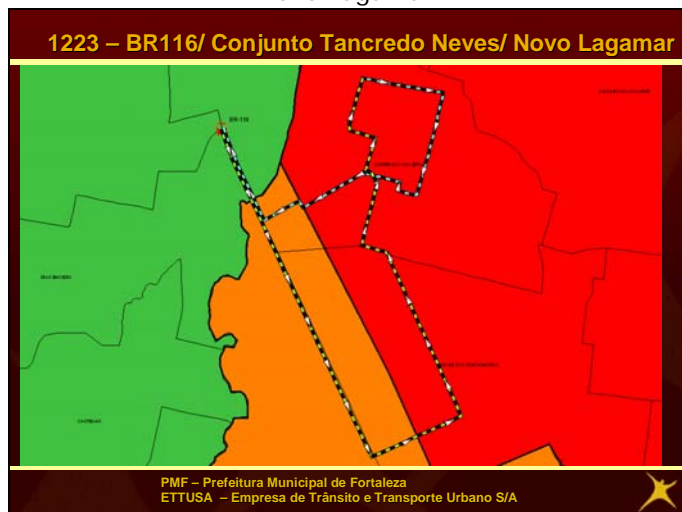 1223 – BR116/ Conjunto Tancredo Neves/ Novo Lagamar
BR-116
PMF – Prefeitura Municipal de Fortaleza
ETTUSA – Empresa de Trânsito e Transporte Urbano S/A